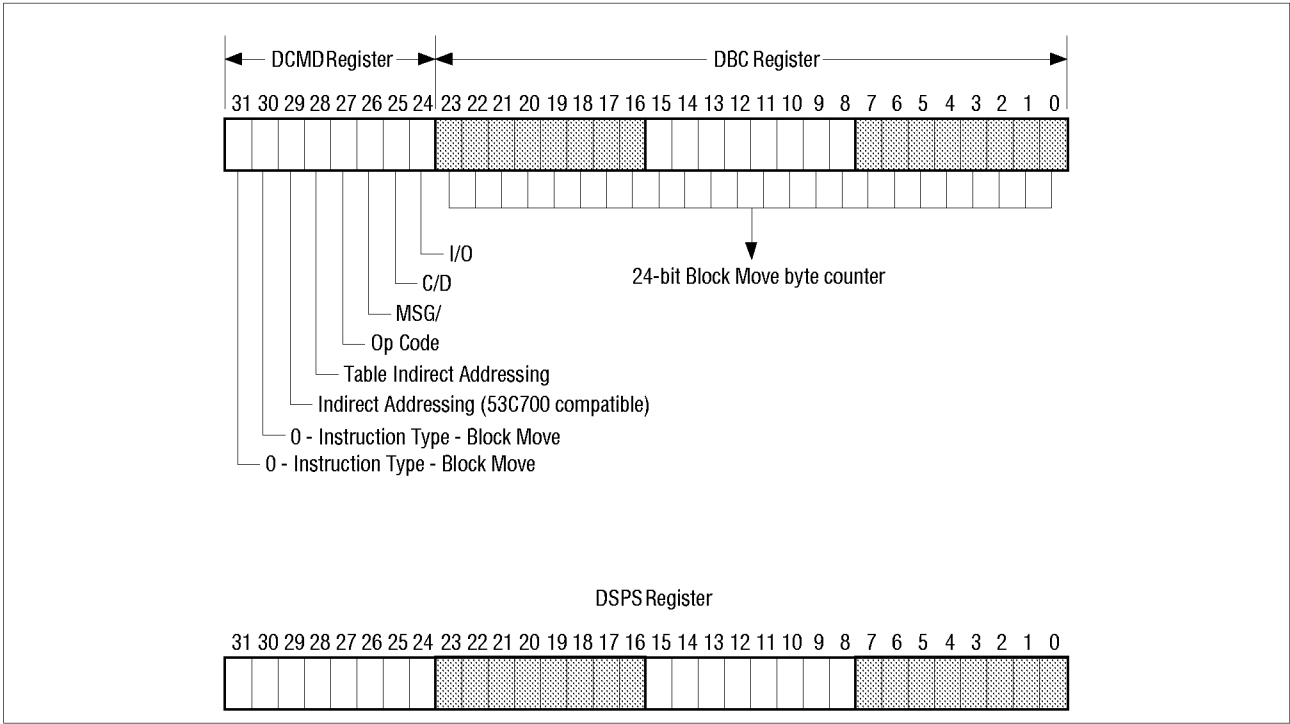 DCMD Register DBC Register
31 30 29 28 27 26 25 24 23 22 21 20 19 18 17 16 15 14 13 12 11 10 9 8 7 6 5 4 3 2 1 0
I/O
C/D
24-bit Block Move byte counter
MSG/
Op Code
Table Indirect Addressing
Indirect Addressing (53C700 compatible)
0 - Instruction Type - Block Move
0 - Instruction Type - Block Move
DSPS Register
31 30 29 28 27 26 25 24 23 22 21 20 19 18 17 16 15 14 13 12 11 10 9 8 7 6 5 4 3 2 1 0